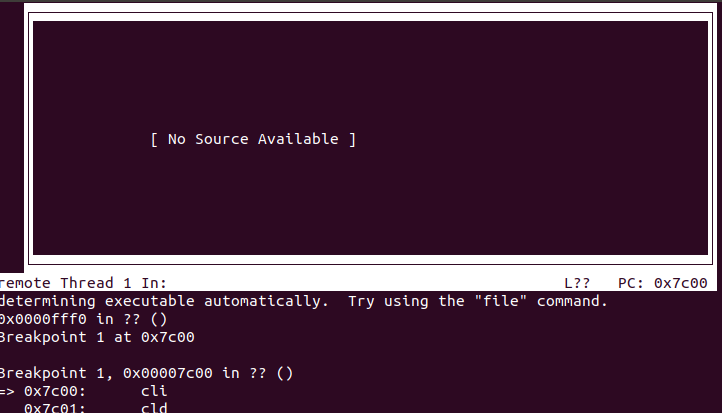 [ No Source Available ]
remote Thread 1 In: L?? PC: 0x7c00
determining executable automatically.  Try using the "file" command.
0x0000fff0 in ?? ()
Breakpoint 1 at 0x7c00
Breakpoint 1, 0x00007c00 in ?? ()
=> 0x7c00: cli
0x7c01: cld